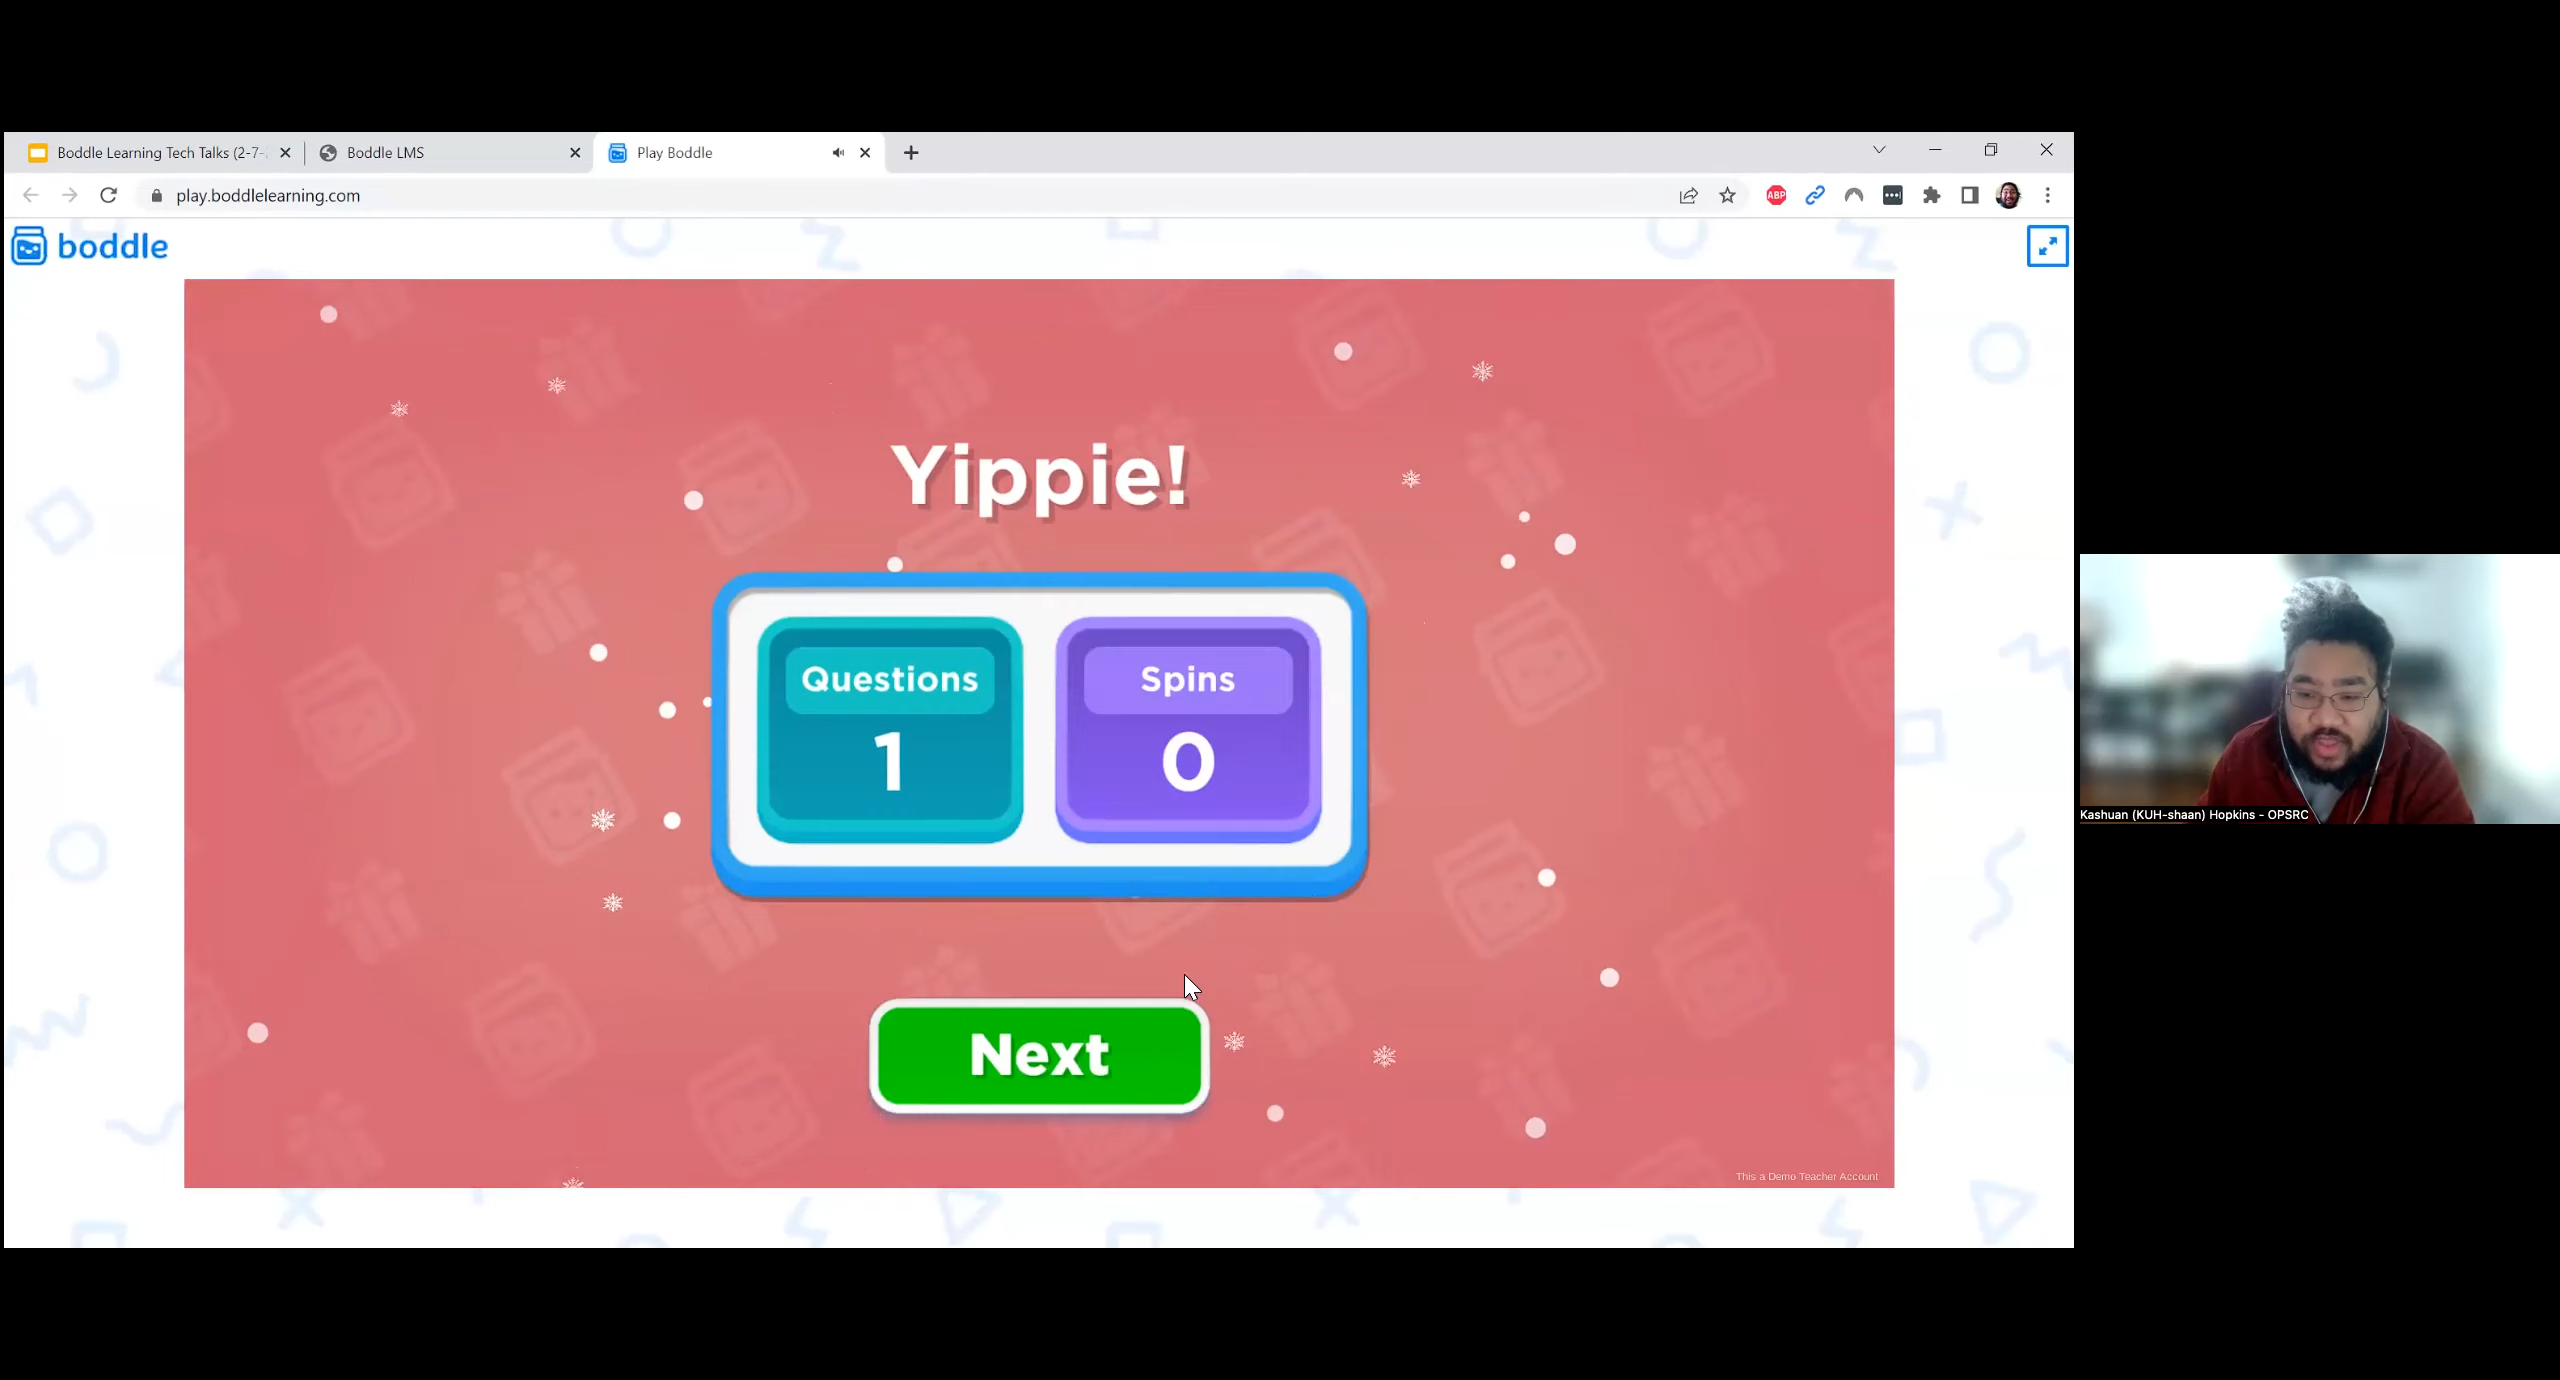 Boddle Learning Tech Talks (2-7-
Boddle LMS
Play Boddle
play.boddlelearning.com
ABP
boddle
Yippie!
Questions
Spins
1
0
Next
This a Demo Teacher Account
Kashuan (KUH-shaan) Hopkins - OPSRC